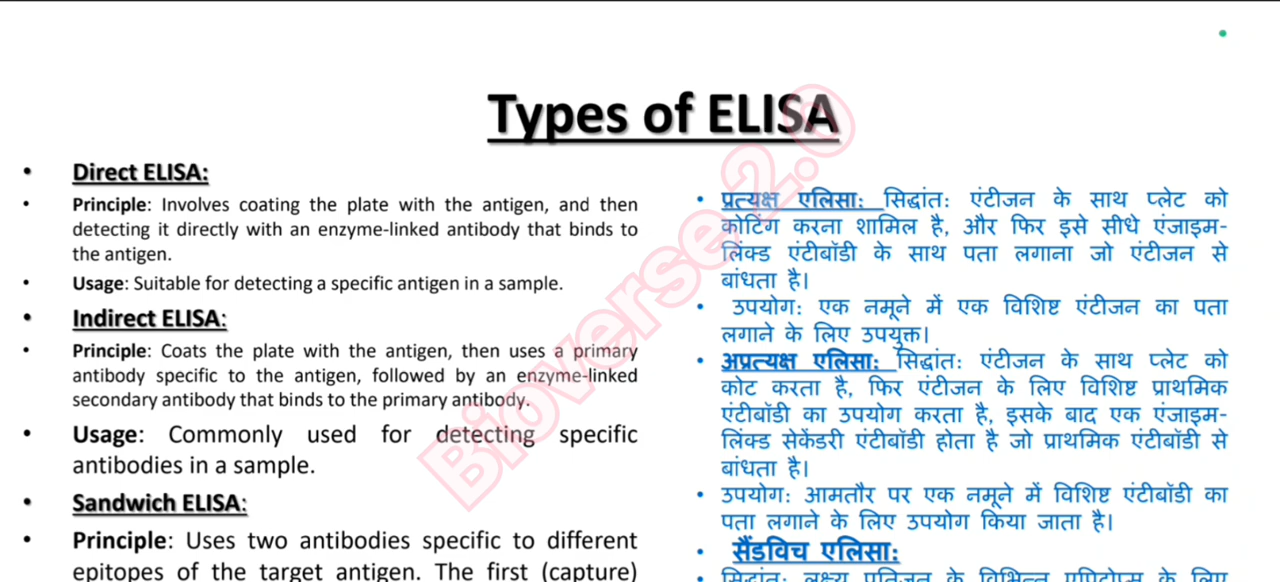 Types of ELISA
• Direct ELISA:
• Principle: Involves coating the plate with the antigen, and then
detecting it directly with an enzyme-linked antibody that binds to
the antigen.
• Usage: Suitable for detecting a specific antigen in a sample.
• Indirect ELISA:
• Principle: Coats the plate with the antigen, then uses a primary
antibody specific to the antigen, followed by an enzyme-linked
secondary antibody that binds to the primary antibody.
• Usage: Commonly used for detecting specific
antibodies in a sample.
• Sandwich ELISA:
• Principle: Uses two antibodies specific to different
epitopes of the target antigen. The first (capture)
• प्रत्यक्ष एलिसा: सिद्धांत: एंटीजन के साथ प्लेट को
कोटिंग करना शामिल है, और फिर इसे सीधे एंजाइम-
लिंक्ड एंटीबॉडी के साथ पता लगाना जो एंटीजन से
बांधता है।
• उपयोग: एक नमूने में एक विशिष्ट एंटीजन का पता
लगाने के लिए उपयुक्त।
• अप्रत्यक्ष एलिसा: सिद्धांत: एंटीजन के साथ प्लेट को
कोट करता है, फिर एंटीजन के लिए विशिष्ट प्राथमिक
एंटीबॉडी का उपयोग करता है, इसके बाद एक एंजाइम-
लिंक्ड सेकेंडरी एंटीबॉडी होता है जो प्राथमिक एंटीबॉडी से
बांधता है।
• उपयोग: आमतौर पर एक नमूने में विशिष्ट एंटीबॉडी का
पता लगाने के लिए उपयोग किया जाता है।
• सैंडविच एलिसा:
• सिद्धांत: लक्ष्य प्रतिजन के विभिन्न एपिटोप्स के लिए
Bioverse 2.0